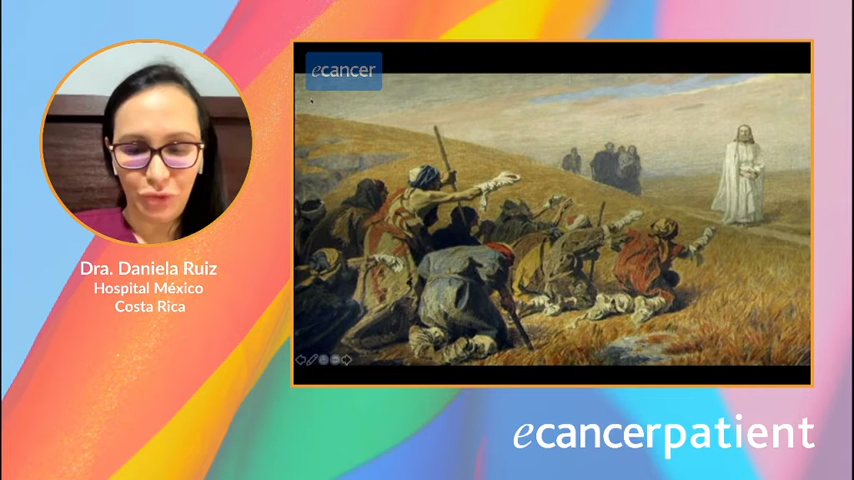 ecancer
Dra. Daniela Ruiz
Hospital México
Costa Rica
ecancerpatient